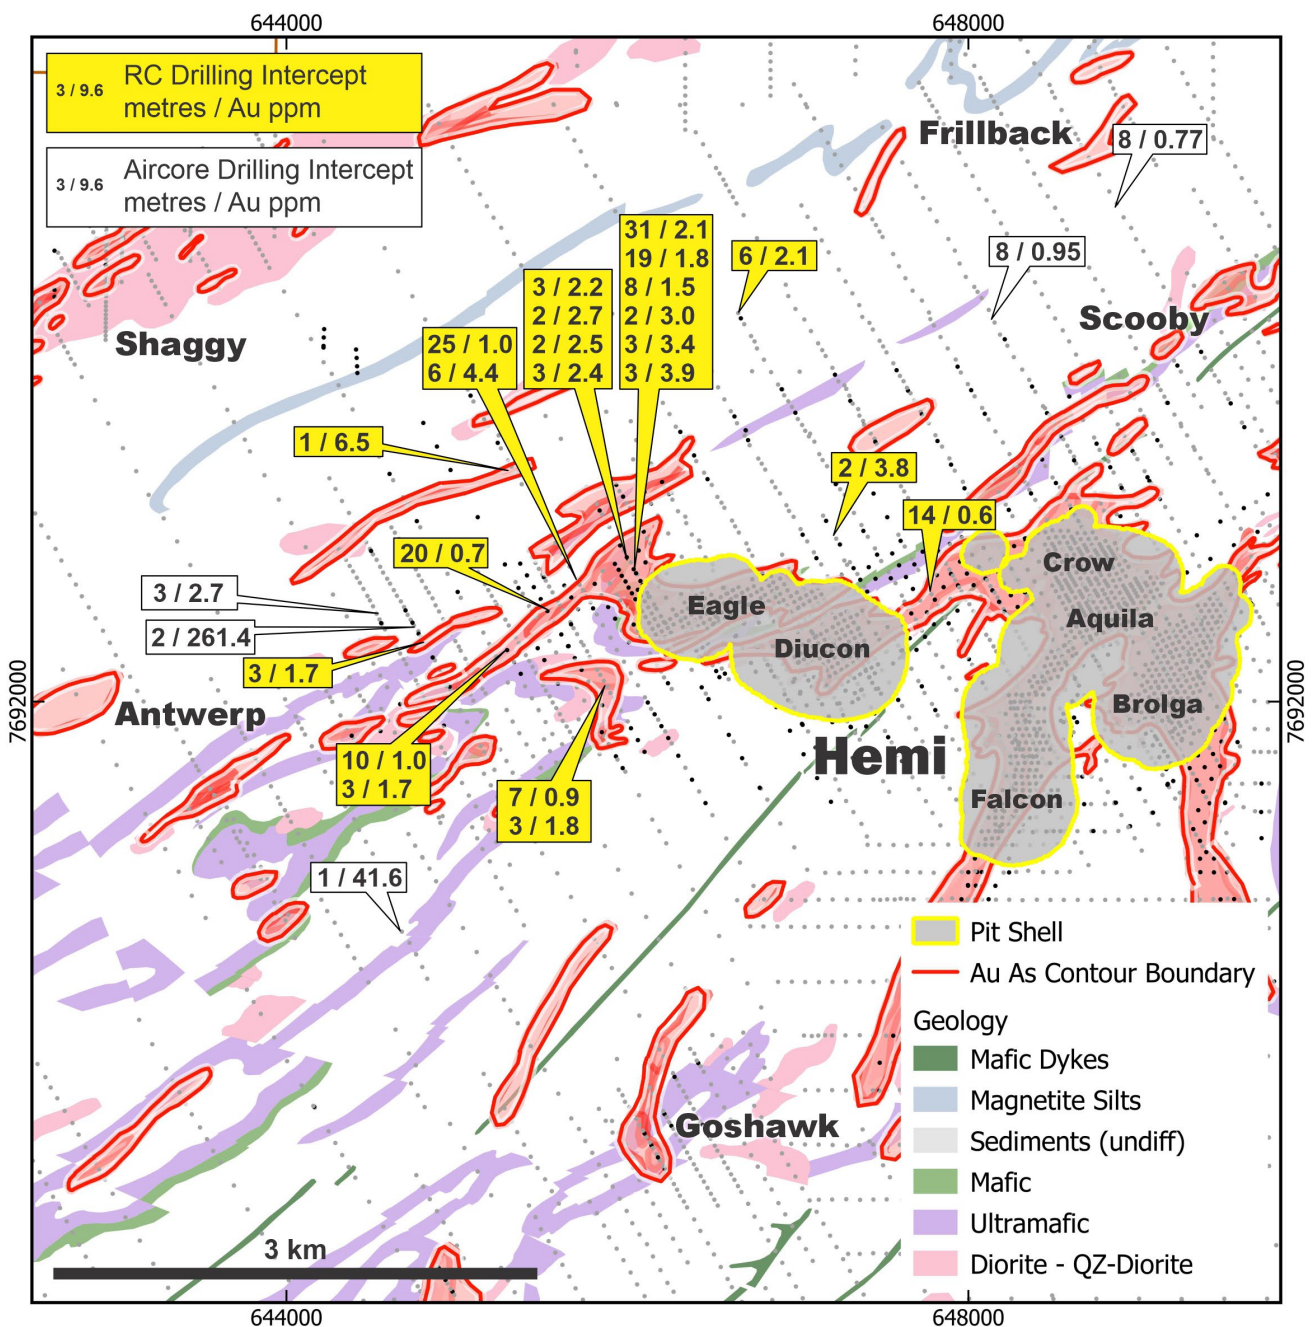 644000
648000
3 / 9.6 RC Drilling Intercept
metres / Au ppm
3 / 9.6 Aircore Drilling Intercept
metres / Au ppm
Frillback
8 / 0.77
31 / 2.1
19 / 1.8
8 / 1.5
2 / 3.0
3 / 3.4
3 / 3.9
6 / 2.1
8 / 0.95
3 / 2.2
2 / 2.7
2 / 2.5
3 / 2.4
Scooby
Shaggy
25 / 1.0
6 / 4.4
1 / 6.5
2 / 3.8
14 / 0.6
20 / 0.7
Crow
3 / 2.7
Eagle
Aquila
2 / 261.4
Diucon
3 / 1.7
7692000
7692000
Antwerp
Brolga
Hemi
10 / 1.0
3 / 1.7
7 / 0.9
3 / 1.8
Falcon
1 / 41.6
Pit Shell
Au As Contour Boundary
Geology
Mafic Dykes
Magnetite Silts
Sediments (undiff)
Mafic
Ultramafic
Diorite - QZ-Diorite
Goshawk
3 km
644000
648000